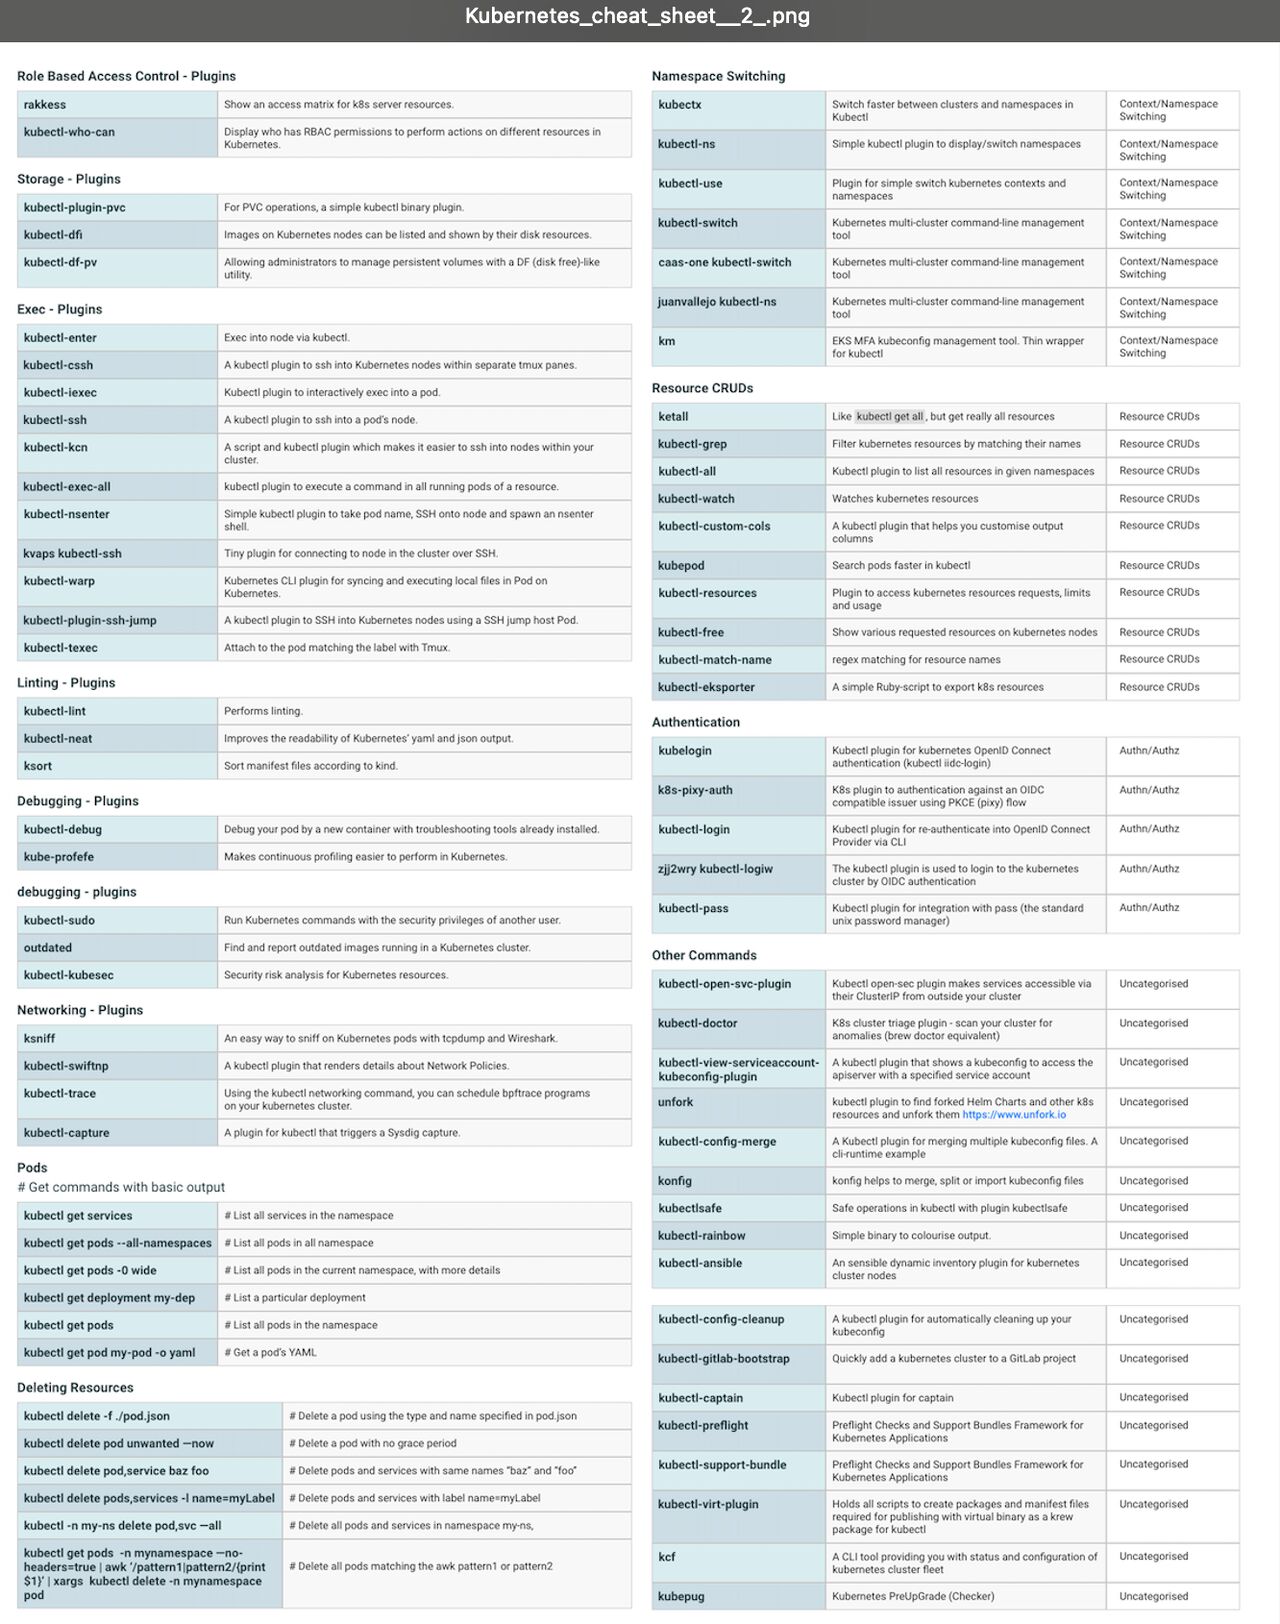 Kubernetes_cheat_sheet__2_.png
Role Based Access Control - Plugins
rakkess
Show an access matrix for k8s server resources.
kubectl-who-can
Display who has RBAC permissions to perform actions on different resources in
Kubernetes.
Storage - Plugins
kubectl-plugin-pvc
For PVC operations, a simple kubectl binary plugin.
kubectl-dfi
Images on Kubernetes nodes can be listed and shown by their disk resources.
kubectl-df-pv
Allowing administrators to manage persistent volumes with a DF (disk free)-like
utility.
Exec - Plugins
kubectl-enter
Exec into node via kubectl.
kubectl-cssh
A kubectl plugin to ssh into Kubernetes nodes within separate tmux panes.
kubectl-iexec
Kubectl plugin to interactively exec into a pod.
kubectl-ssh
A kubectl plugin to ssh into a pod's node.
kubectl-kcn
A script and kubectl plugin which makes it easier to ssh into nodes within your
cluster.
kubectl-exec-all
kubectl plugin to execute a command in all running pods of a resource.
kubectl-nsenter
Simple kubectl plugin to take pod name, SSH onto node and spawn an nsenter
shell.
kvaps kubectl-ssh
Tiny plugin for connecting to node in the cluster over SSH.
kubectl-warp
Kubernetes CLI plugin for syncing and executing local files in Pod on
Kubernetes.
kubectl-plugin-ssh-jump
A kubectl plugin to SSH into Kubernetes nodes using a SSH jump host Pod.
kubectl-texec
Attach to the pod matching the label with Tmux.
Linting - Plugins
kubectl-lint
Performs linting.
kubectl-neat
Improves the readability of Kubernetes' yaml and json output.
ksort
Sort manifest files according to kind.
Debugging - Plugins
kubectl-debug
Debug your pod by a new container with troubleshooting tools already installed.
kube-profefe
Makes continuous profiling easier to perform in Kubernetes.
debugging - plugins
kubectl-sudo
Run Kubernetes commands with the security privileges of another user.
outdated
Find and report outdated images running in a Kubernetes cluster.
kubectl-kubesec
Security risk analysis for Kubernetes resources.
Networking - Plugins
ksniff
An easy way to sniff on Kubernetes pods with tcpdump and Wireshark.
kubectl-swiftnp
A kubectl plugin that renders details about Network Policies.
kubectl-trace
Using the kubectl networking command, you can schedule bpftrace programs
on your kubernetes cluster.
kubectl-capture
A plugin for kubectl that triggers a Sysdig capture.
Pods
# Get commands with basic output
kubectl get services
# List all services in the namespace
kubectl get pods --all-namespaces
# List all pods in all namespace
kubectl get pods -0 wide
# List all pods in the current namespace, with more details
kubectl get deployment my-dep
# List a particular deployment
kubectl get pods
# List all pods in the namespace
kubectl get pod my-pod -o yaml
# Get a pod's YAML
Deleting Resources
kubectl delete -f ./pod.json
# Delete a pod using the type and name specified in pod.json
kubectl delete pod unwanted —now
# Delete a pod with no grace period
kubectl delete pod,service baz foo
# Delete pods and services with same names “baz” and “foo”
kubectl delete pods,services -l name=myLabel
# Delete pods and services with label name=myLabel
kubectl -n my-ns delete pod,svc —all
# Delete all pods and services in namespace my-ns,
kubectl get pods  -n mynamespace —no-
headers=true | awk ‘/pattern1|pattern2/{print
$1}’ | xargs  kubectl delete -n mynamespace
pod
# Delete all pods matching the awk pattern1 or pattern2
Namespace Switching
kubectx
Switch faster between clusters and namespaces in
Kubectl
Context/Namespace
Switching
kubectl-ns
Simple kubectl plugin to display/switch namespaces
Context/Namespace
Switching
kubectl-use
Plugin for simple switch kubernetes contexts and
namespaces
Context/Namespace
Switching
kubectl-switch
Kubernetes multi-cluster command-line management
tool
Context/Namespace
Switching
caas-one kubectl-switch
Kubernetes multi-cluster command-line management
tool
Context/Namespace
Switching
juanvallejo kubectl-ns
Kubernetes multi-cluster command-line management
tool
Context/Namespace
Switching
km
EKS MFA kubeconfig management tool. Thin wrapper
for kubectl
Context/Namespace
Switching
Resource CRUDs
ketall
Like kubectl get all, but get really all resources
Resource CRUDs
kubectl-grep
Filter kubernetes resources by matching their names
Resource CRUDs
kubectl-all
Kubectl plugin to list all resources in given namespaces
Resource CRUDs
kubectl-watch
Watches kubernetes resources
Resource CRUDs
kubectl-custom-cols
A kubectl plugin that helps you customise output
columns
Resource CRUDs
kubepod
Search pods faster in kubectl
Resource CRUDs
kubectl-resources
Plugin to access kubernetes resources requests, limits
and usage
Resource CRUDs
kubectl-free
Show various requested resources on kubernetes nodes
Resource CRUDs
kubectl-match-name
regex matching for resource names
Resource CRUDs
kubectl-eksporter
A simple Ruby-script to export k8s resources
Resource CRUDs
Authentication
kubelogin
Kubectl plugin for kubernetes OpenID Connect
authentication (kubectl iidc-login)
Authn/Authz
k8s-pixy-auth
K8s plugin to authentication against an OIDC
compatible issuer using PKCE (pixy) flow
Authn/Authz
kubectl-login
Kubectl plugin for re-authenticate into OpenID Connect
Provider via CLI
Authn/Authz
zjj2wry kubectl-logiw
The kubectl plugin is used to login to the kubernetes
cluster by OIDC authentication
Authn/Authz
kubectl-pass
Kubectl plugin for integration with pass (the standard
unix password manager)
Authn/Authz
Other Commands
kubectl-open-svc-plugin
Kubectl open-sec plugin makes services accessible via
their ClusterIP from outside your cluster
Uncategorised
kubectl-doctor
K8s cluster triage plugin - scan your cluster for
anomalies (brew doctor equivalent)
Uncategorised
kubectl-view-serviceaccount-
kubeconfig-plugin
A kubectl plugin that shows a kubeconfig to access the
apiserver with a specified service account
Uncategorised
unfork
kubectl plugin to find forked Helm Charts and other k8s
resources and unfork them https://www.unfork.io
Uncategorised
kubectl-config-merge
A Kubectl plugin for merging multiple kubeconfig files. A
cli-runtime example
Uncategorised
konfig
konfig helps to merge, split or import kubeconfig files
Uncategorised
kubectlsafe
Safe operations in kubectl with plugin kubectlsafe
Uncategorised
kubectl-rainbow
Simple binary to colourise output.
Uncategorised
kubectl-ansible
An sensible dynamic inventory plugin for kubernetes
cluster nodes
Uncategorised
kubectl-config-cleanup
A kubectl plugin for automatically cleaning up your
kubeconfig
Uncategorised
kubectl-gitlab-bootstrap
Quickly add a kubernetes cluster to a GitLab project
Uncategorised
kubectl-captain
Kubectl plugin for captain
Uncategorised
kubectl-preflight
Preflight Checks and Support Bundles Framework for
Kubernetes Applications
Uncategorised
kubectl-support-bundle
Preflight Checks and Support Bundles Framework for
Kubernetes Applications
Uncategorised
kubectl-virt-plugin
Holds all scripts to create packages and manifest files
required for publishing with virtual binary as a krew
package for kubectl
Uncategorised
kcf
A CLI tool providing you with status and configuration of
kubernetes cluster fleet
Uncategorised
kubepug
Kubernetes PreUpGrade (Checker)
Uncategorised